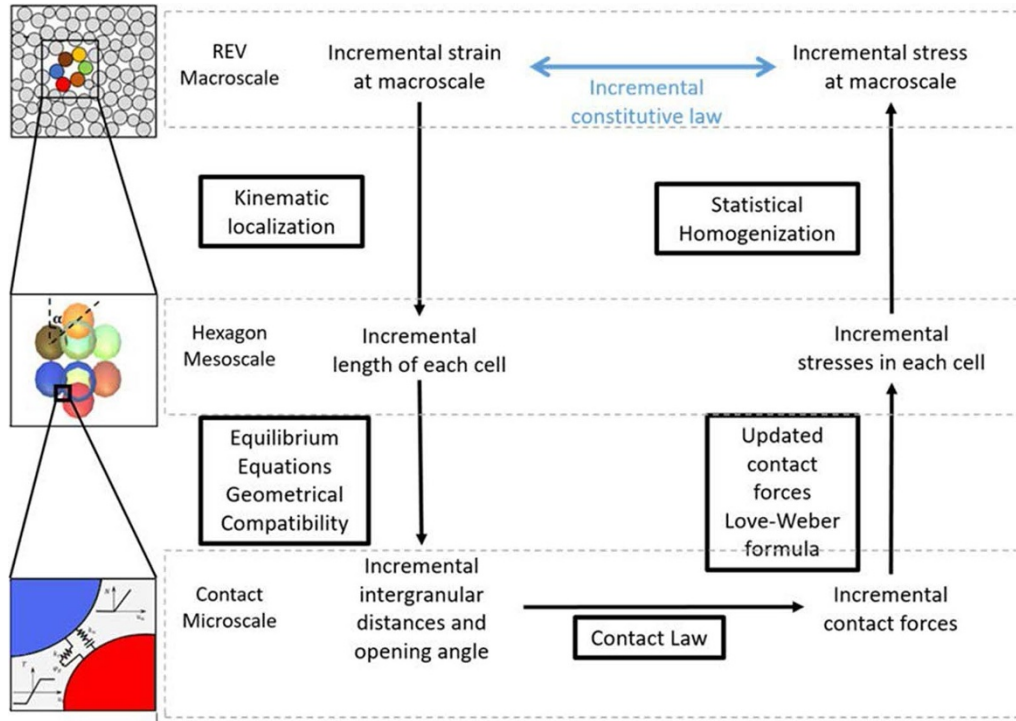 REV
Macroscale
Incremental strain
at macroscale
Incremental
constitutive law
Incremental stress
at macroscale
Kinematic
localization
Statistical
Homogenization
α
Hexagon
Mesoscale
Incremental
length of each cell
Incremental
stresses in each cell
Equilibrium
Equations
Geometrical
Compatibility
Updated
contact
forces
Love-Weber
formula
Contact
Microscale
Incremental
intergranular
distances and
opening angle
Contact Law
Incremental
contact forces
N
T